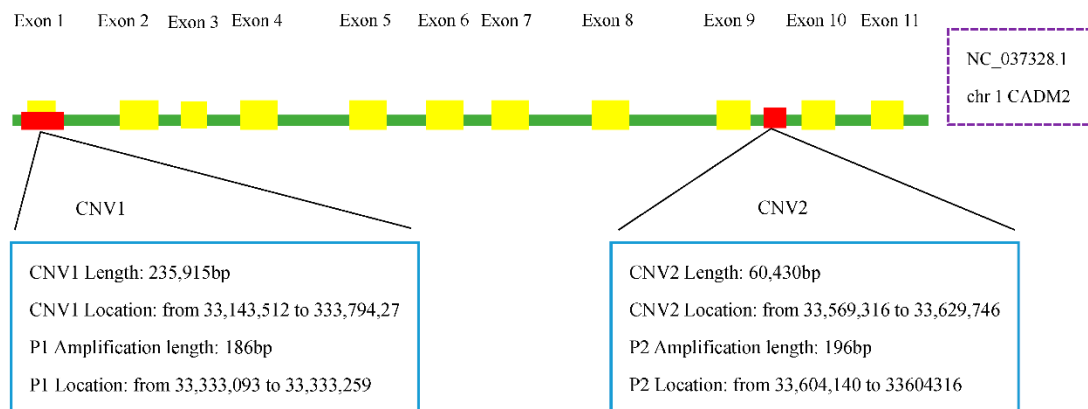 Exon 1 Exon 2 Exon 3 Exon 4 Exon 5 Exon 6 Exon 7 Exon 8 Exon 9 Exon 10 Exon 11
NC_037328.1
chr 1 CADM2
CNV1
CNV2
CNV1 Length: 235,915bp
CNV1 Location: from 33,143,512 to 333,794,27
P1 Amplification length: 186bp
P1 Location: from 33,333,093 to 33,333,259
CNV2 Length: 60,430bp
CNV2 Location: from 33,569,316 to 33,629,746
P2 Amplification length: 196bp
P2 Location: from 33,604,140 to 33604316